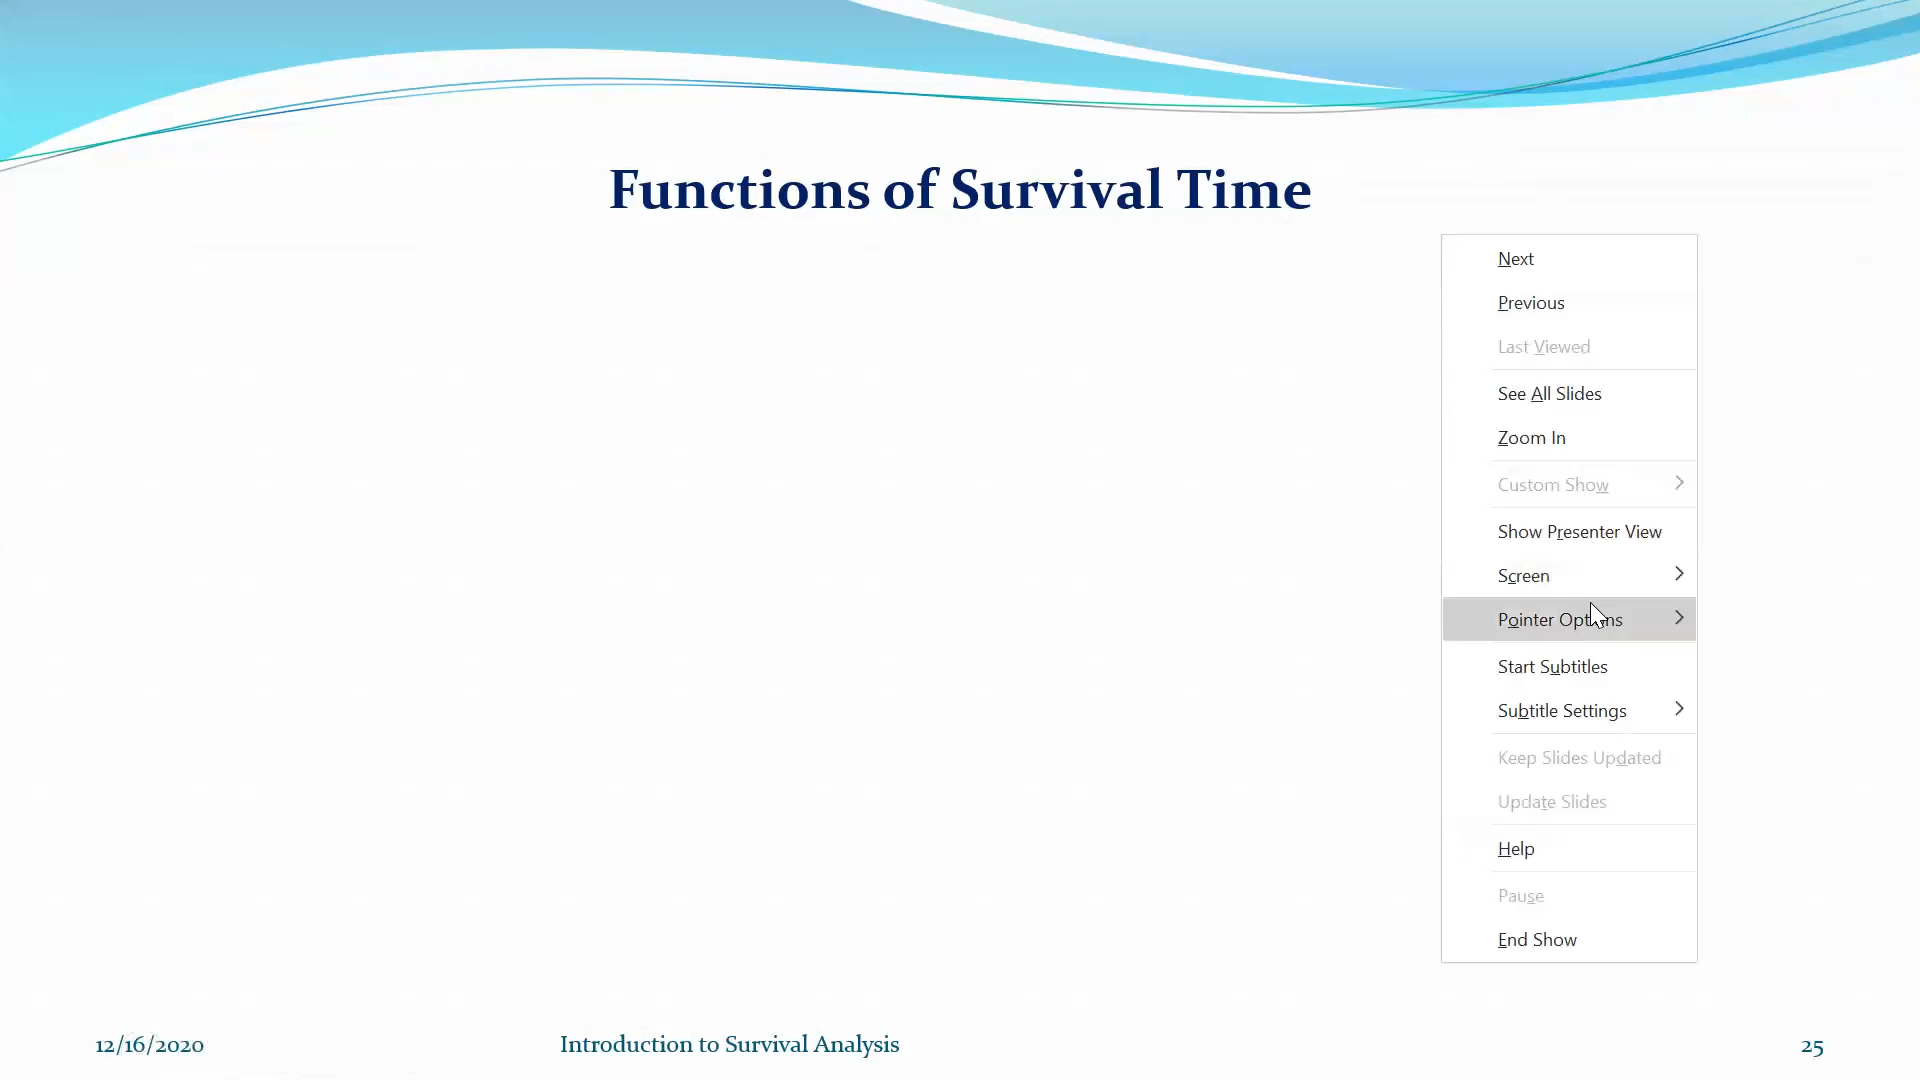 Functions of Survival Time
Next
Previous
Last Viewed
See All Slides
Zoom In
Custom Show
Show Presenter View
Screen
Pointer Options
Start Subtitles
Subtitle Settings
Keep Slides Updated
Update Slides
Help
Pause
End Show
12/16/2020
Introduction to Survival Analysis
25